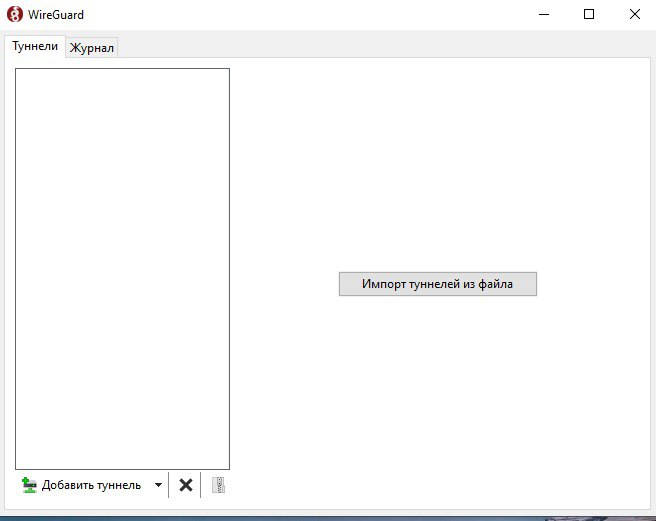 WireGuard
Туннели Журнал
Импорт туннелей из файла
Добавить туннель